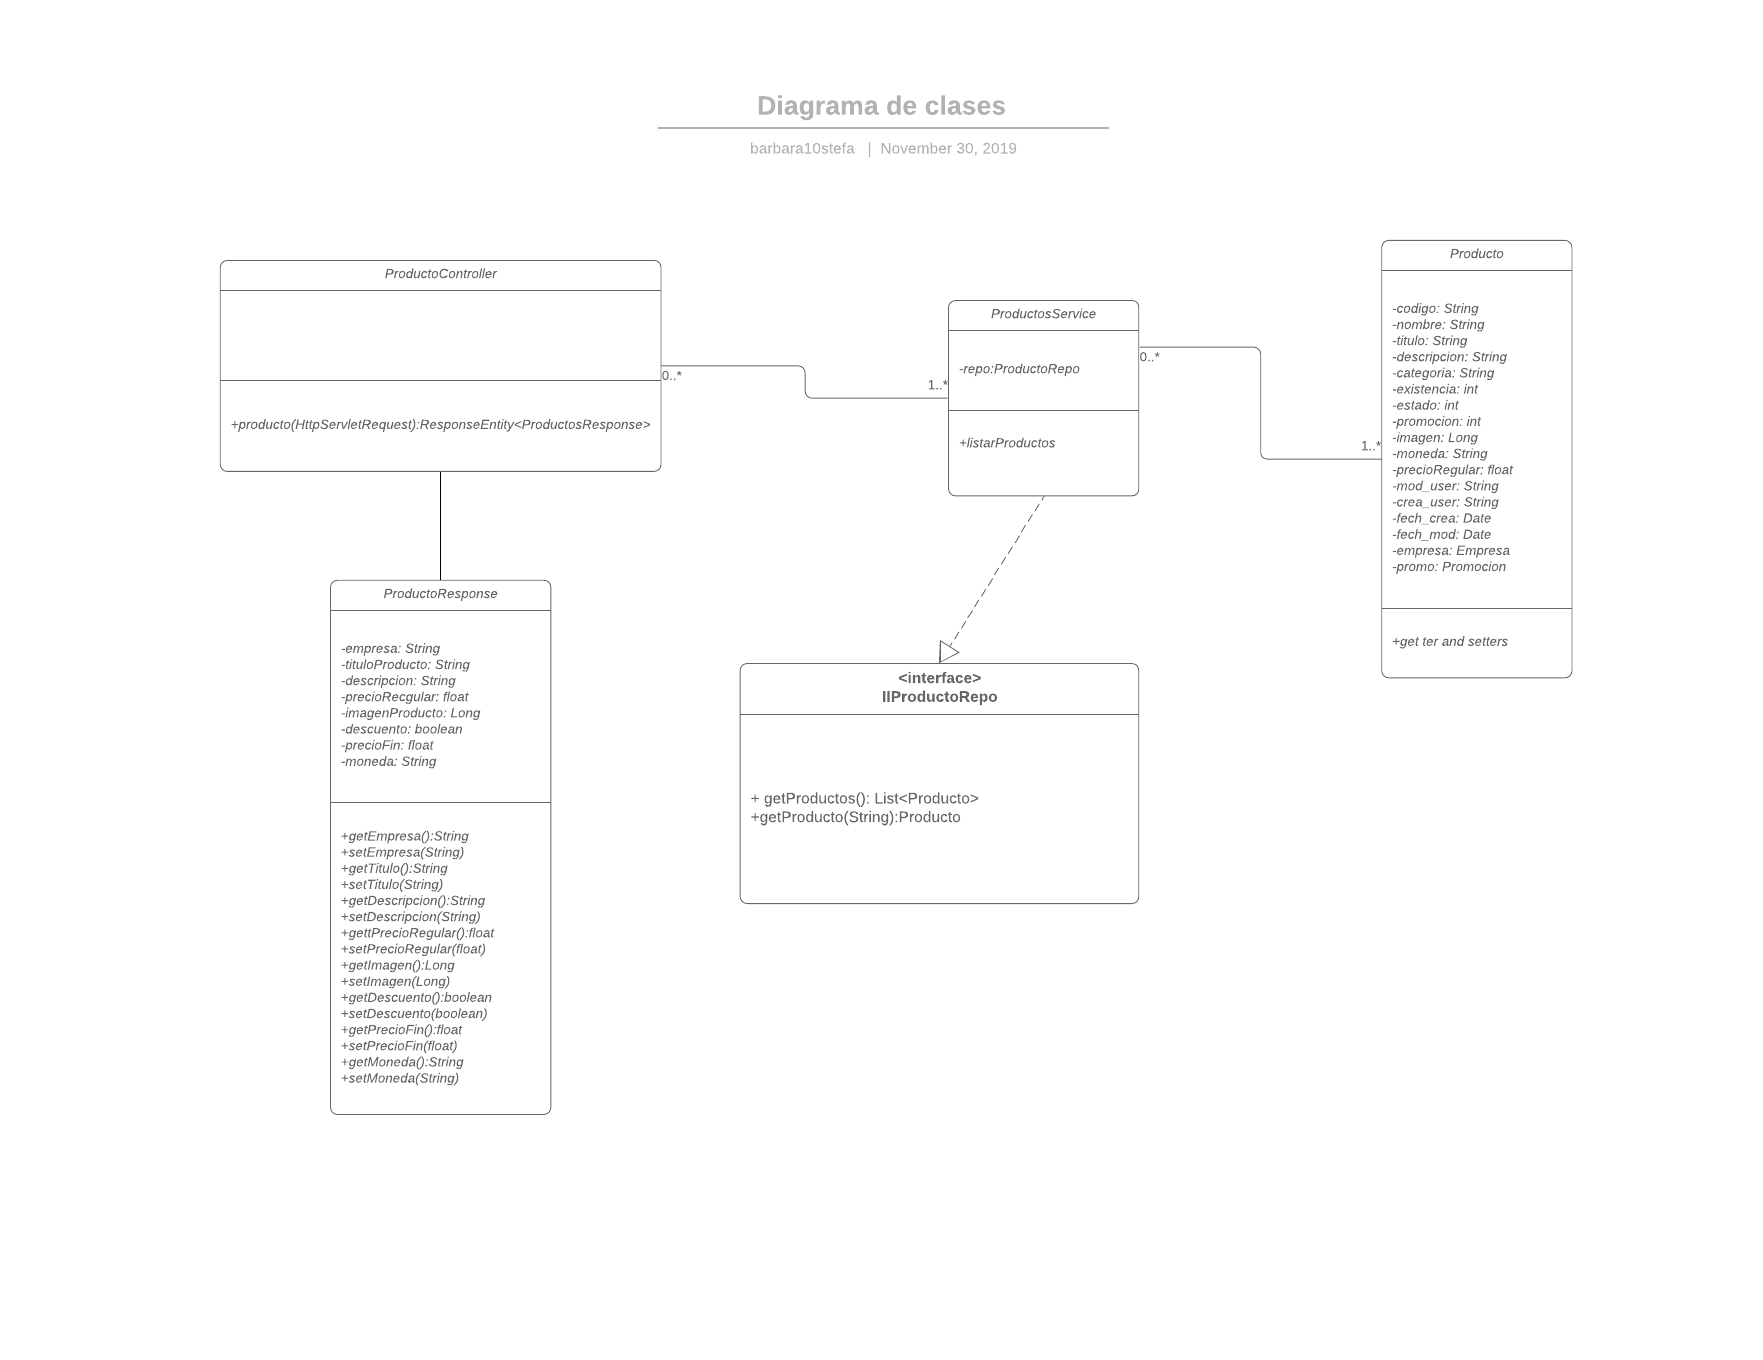 Diagrama de clases
barbara10stefa | November 30, 2019
ProductoController
+producto(HttpServletRequest):ResponseEntity<ProductosResponse>
0..*
1..*
ProductosService
-repo:ProductoRepo
+listarProductos
0..*
1..*
Producto
-codigo: String
-nombre: String
-titulo: String
-descripcion: String
-categoria: String
-existencia: int
-estado: int
-promocion: int
-imagen: Long
-moneda: String
-precioRegular: float
-mod_user: String
-crea_user: String
-fech_crea: Date
-fech_mod: Date
-empresa: Empresa
-promo: Promocion
+get ter and setters
ProductoResponse
-empresa: String
-tituloProducto: String
-descripcion: String
-precioRecgular: float
-imagenProducto: Long
-descuento: boolean
-precioFin: float
-moneda: String
+getEmpresa():String
+setEmpresa(String)
+getTitulo():String
+setTitulo(String)
+getDescripcion():String
+setDescripcion(String)
+gettPrecioRegular():float
+setPrecioRegular(float)
+getImagen():Long
+setImagen(Long)
+getDescuento():boolean
+setDescuento(boolean)
+getPrecioFin():float
+setPrecioFin(float)
+getMoneda():String
+setMoneda(String)
<interface>
IIProductoRepo
+ getProductos(): List<Producto>
+getProducto(String):Producto